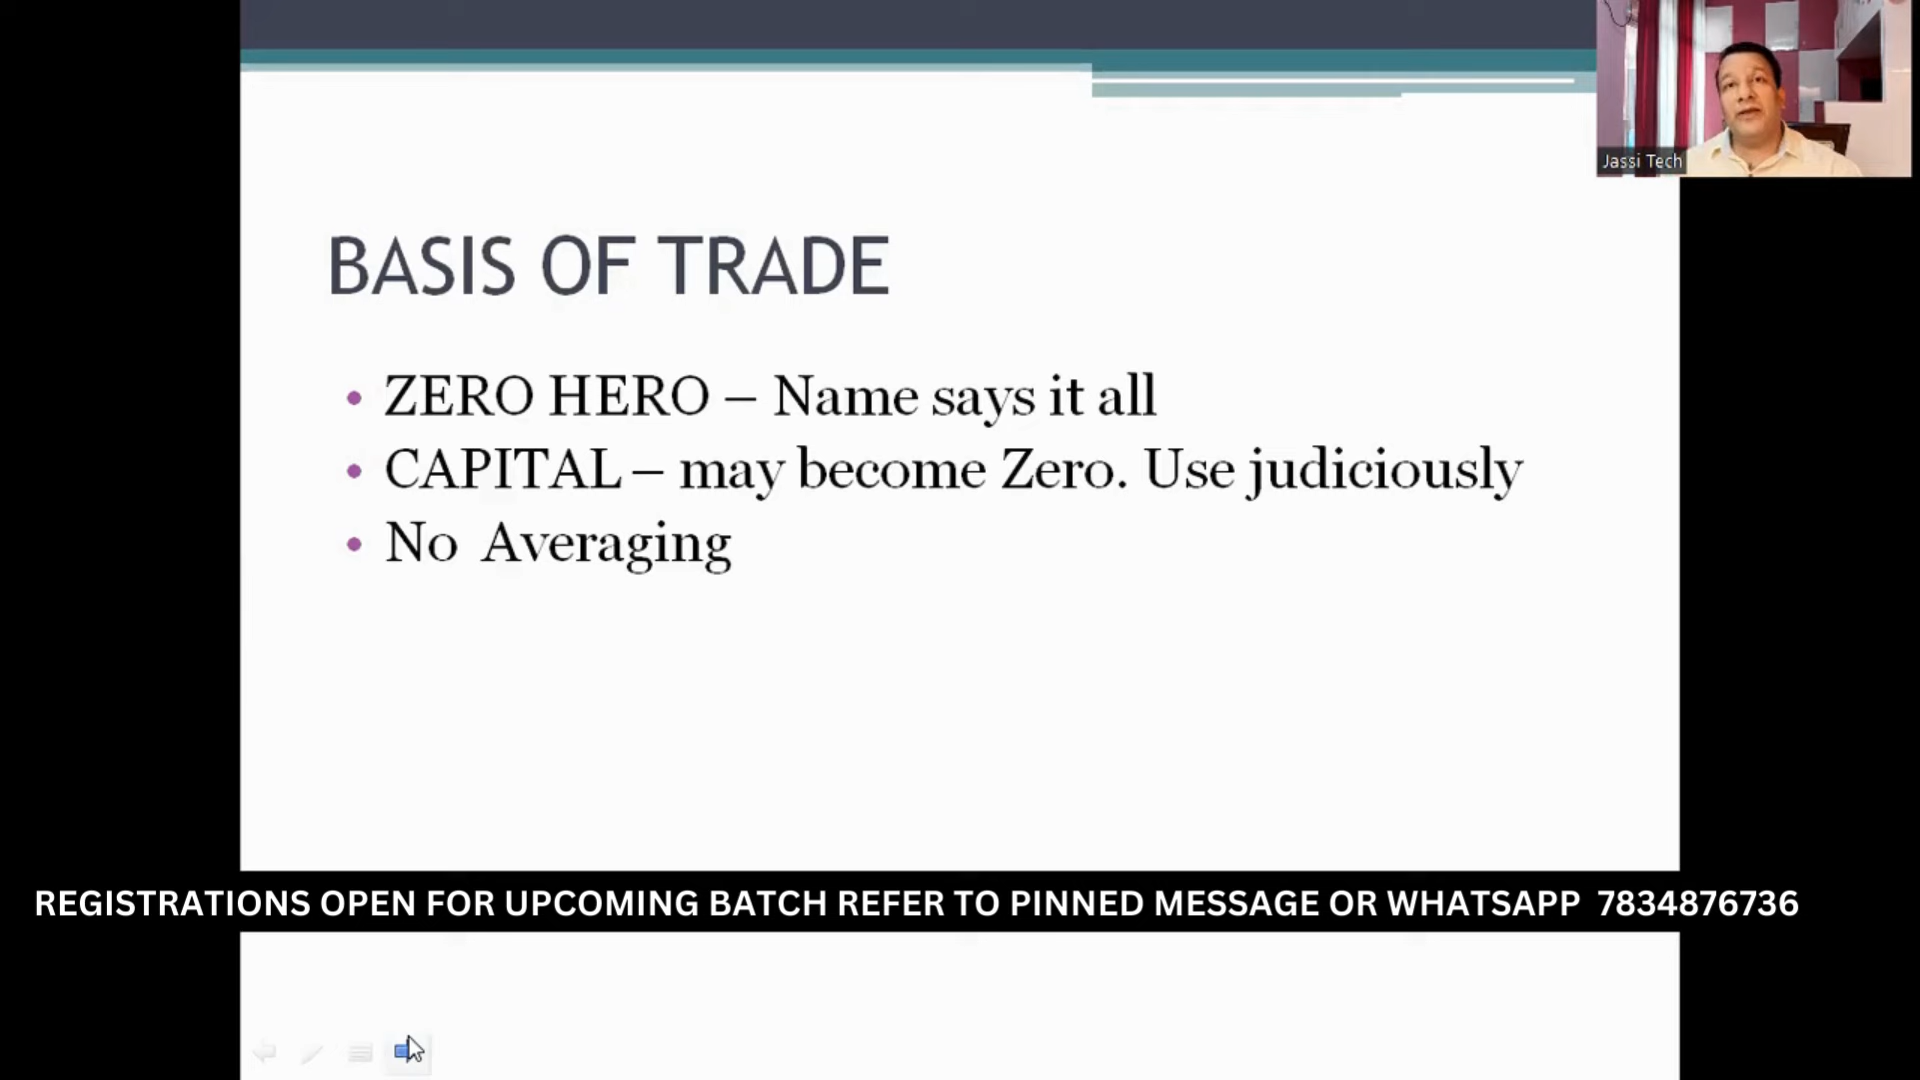 Jassi Tech
BASIS OF TRADE
• ZERO HERO – Name says it all
• CAPITAL – may become Zero. Use judiciously
• No Averaging
REGISTRATIONS OPEN FOR UPCOMING BATCH REFER TO PINNED MESSAGE OR WHATSAPP 7834876736